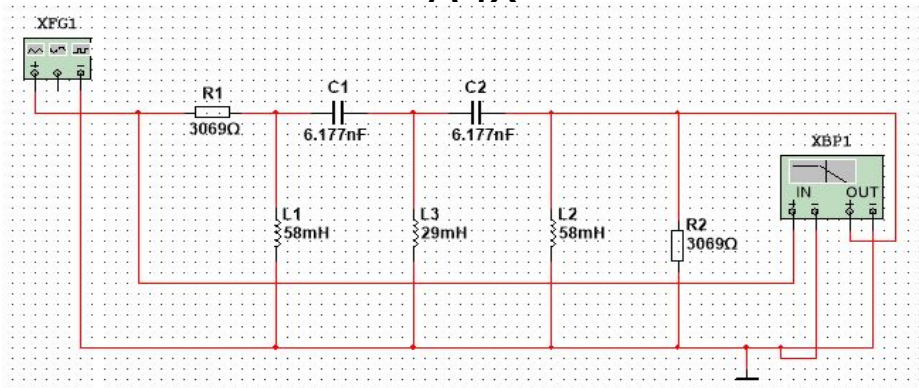 XFG1
R1
3069Ω
C1
6.177nF
C2
6.177nF
XBP1
IN OUT
L1
58mH
L3
29mH
L2
58mH
R2
3069Ω